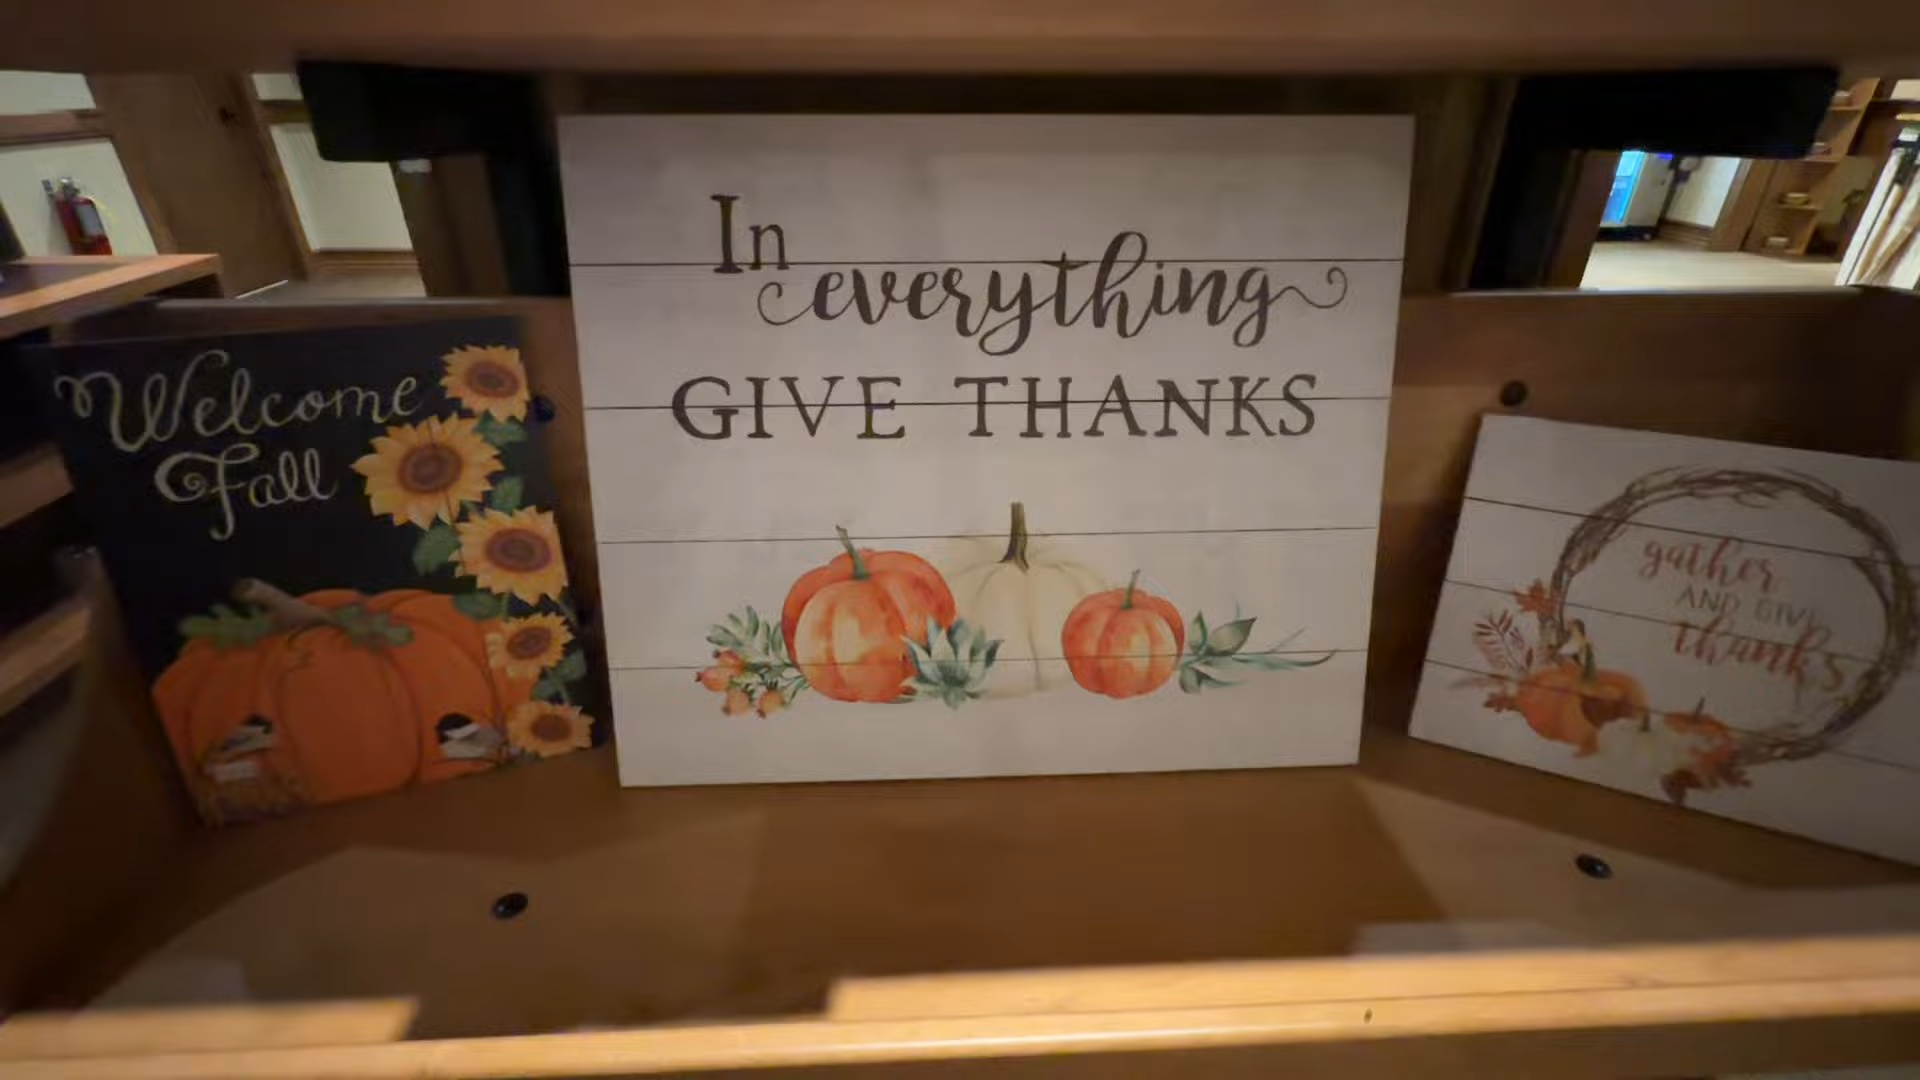 Welcome
Fall
In
everything
GIVE THANKS
gather
AND GIVE
thanks